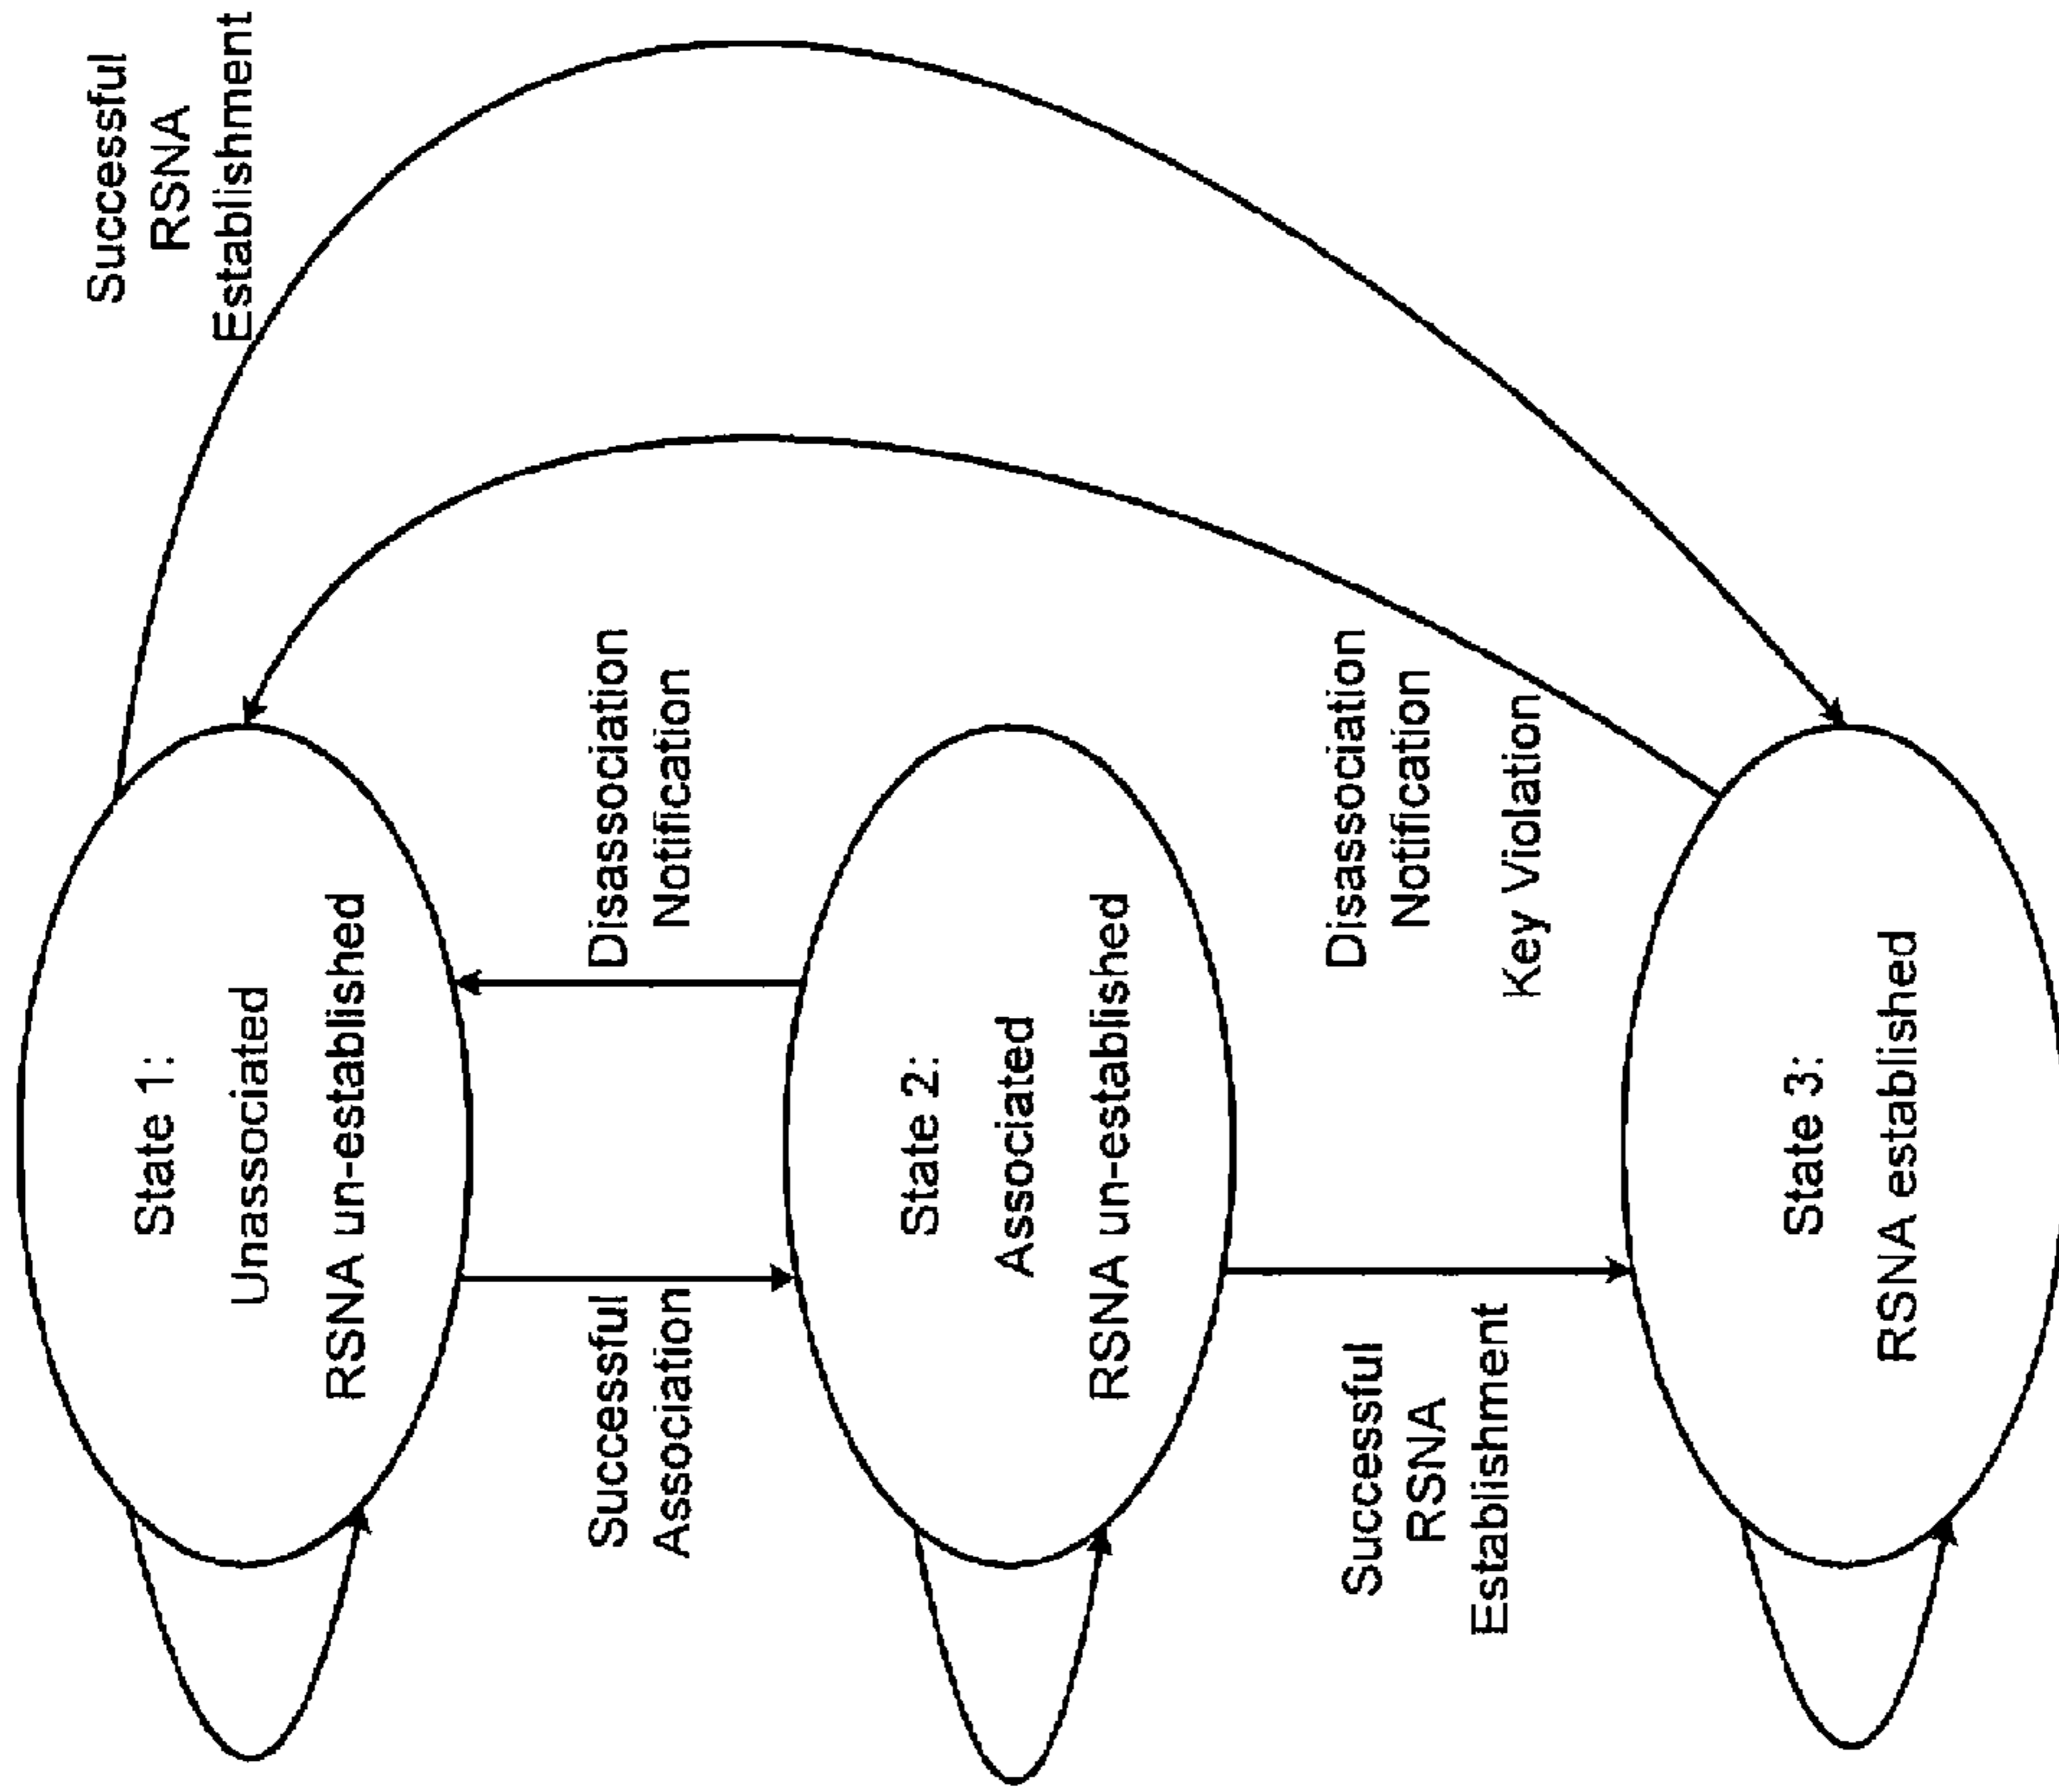 Successful
RSNA
Establishment
State 1:
Unassociated
RSNA un-established
Successful
Association
Disassociation
Notification
State 2:
Associated
RSNA un-established
Successful
RSNA
Establishment
Disassociation
Notification
Key Violation
State 3:
RSNA established